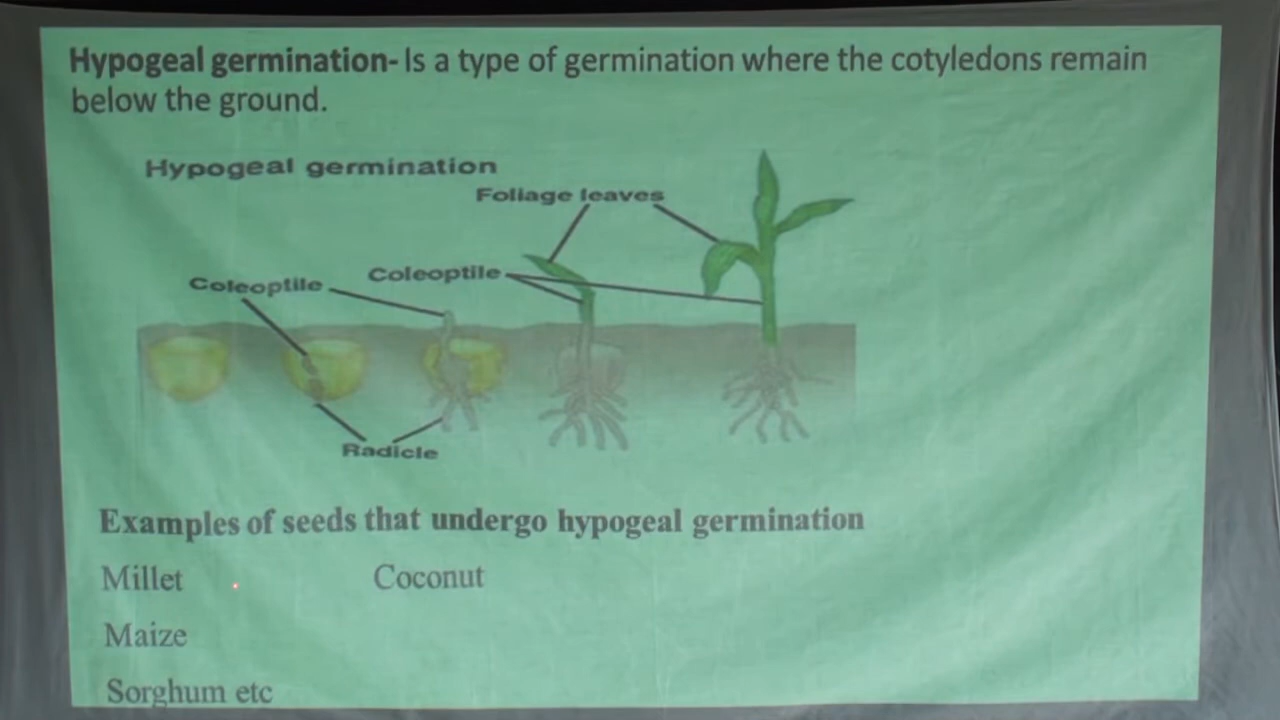 Hypogeal germination- Is a type of germination where the cotyledons remain
below the ground.
Hypogeal germination
Foliage leaves
Coleoptile
Coleoptile
Radicle
Examples of seeds that undergo hypogeal germination
Millet
Coconut
Maize
Sorghum etc